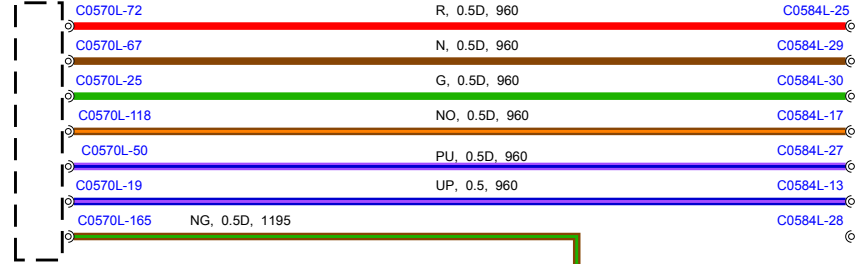 C0570L-72 R, 0.5D, 960 C0584L-25
C0570L-67 N, 0.5D, 960 C0584L-29
C0570L-25 G, 0.5D, 960 C0584L-30
C0570L-118 NO, 0.5D, 960 C0584L-17
C0570L-50 PU, 0.5D, 960 C0584L-27
C0570L-19 UP, 0.5, 960 C0584L-13
C0570L-165 NG, 0.5D, 1195 C0584L-28